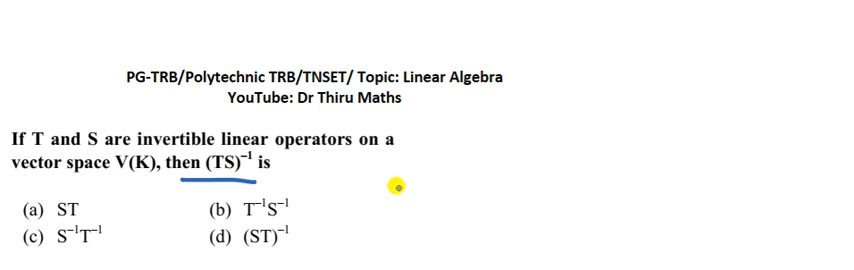 PG-TRB/Polytechnic TRB/TNSET/ Topic: Linear Algebra
YouTube: Dr Thiru Maths
If T and S are invertible linear operators on a
vector space V(K), then (TS)⁻¹ is
(a) ST (b) T⁻¹S⁻¹
(c) S⁻¹T⁻¹ (d) (ST)⁻¹